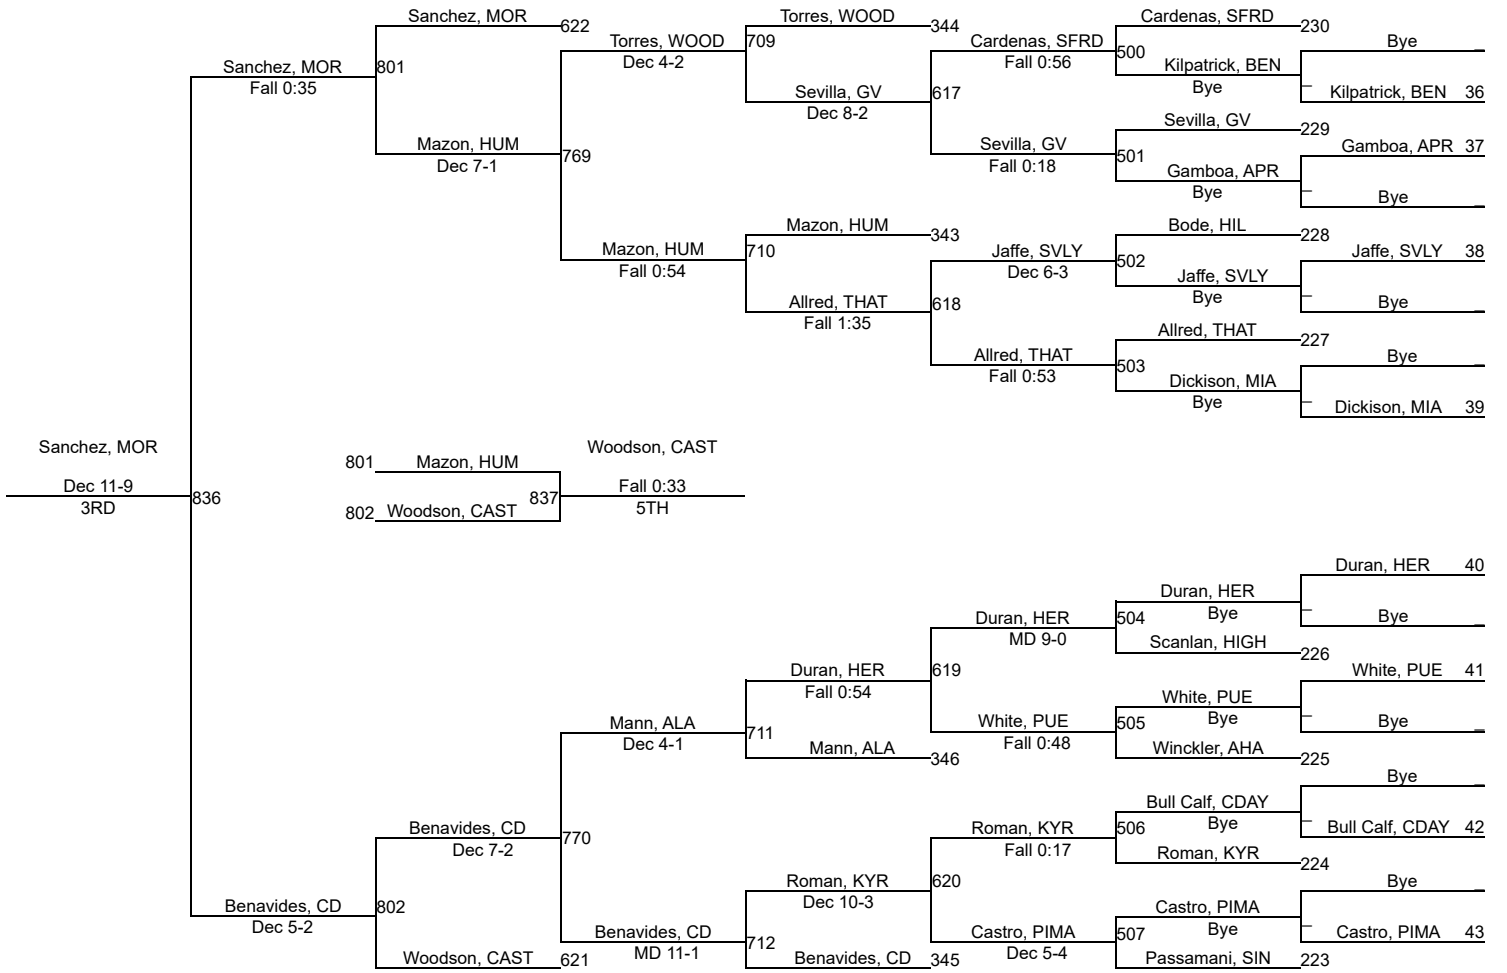 Sanchez, MOR 622
Torres, WOOD 344
Cardenas, SFRD 230
Torres, WOOD 709
Dec 4-2
Cardenas, SFRD 500
Fall 0:56
Bye _
Sanchez, MOR 801
Fall 0:35
Kilpatrick, BEN _
Bye
Sevilla, GV 617
Dec 8-2
Kilpatrick, BEN 36
Sevilla, GV 229
Mazon, HUM 769
Dec 7-1
Sevilla, GV 501
Fall 0:18
Gamboa, APR 37
Gamboa, APR _
Bye
Bye _
Mazon, HUM 343
Bode, HIL 228
Mazon, HUM 710
Fall 0:54
Jaffe, SVLY 502
Dec 6-3
Jaffe, SVLY 38
Jaffe, SVLY _
Bye
Allred, THAT 618
Fall 1:35
Bye _
Allred, THAT 227
Allred, THAT 503
Fall 0:53
Bye _
Dickison, MIA _
Bye
Dickison, MIA 39
Sanchez, MOR
Dec 11-9
3RD
836
801 Mazon, HUM
802 Woodson, CAST
837
Woodson, CAST
Fall 0:33
5TH
Duran, HER 40
Duran, HER _
Bye
Duran, HER 504
MD 9-0
Bye _
Scanlan, HIGH 226
Duran, HER 619
Fall 0:54
White, PUE 41
White, PUE _
Bye
Mann, ALA 711
Dec 4-1
White, PUE 505
Fall 0:48
Bye _
Mann, ALA 346
Winckler, AHA 225
Bye _
Bull Calf, CDAY _
Bye
Benavides, CD 770
Dec 7-2
Roman, KYR 506
Fall 0:17
Bull Calf, CDAY 42
Roman, KYR 224
Roman, KYR 620
Dec 10-3
Bye _
Benavides, CD 802
Dec 5-2
Castro, PIMA _
Bye
Benavides, CD 712
MD 11-1
Castro, PIMA 507
Dec 5-4
Castro, PIMA 43
Woodson, CAST 621
Benavides, CD 345
Passamani, SIN 223